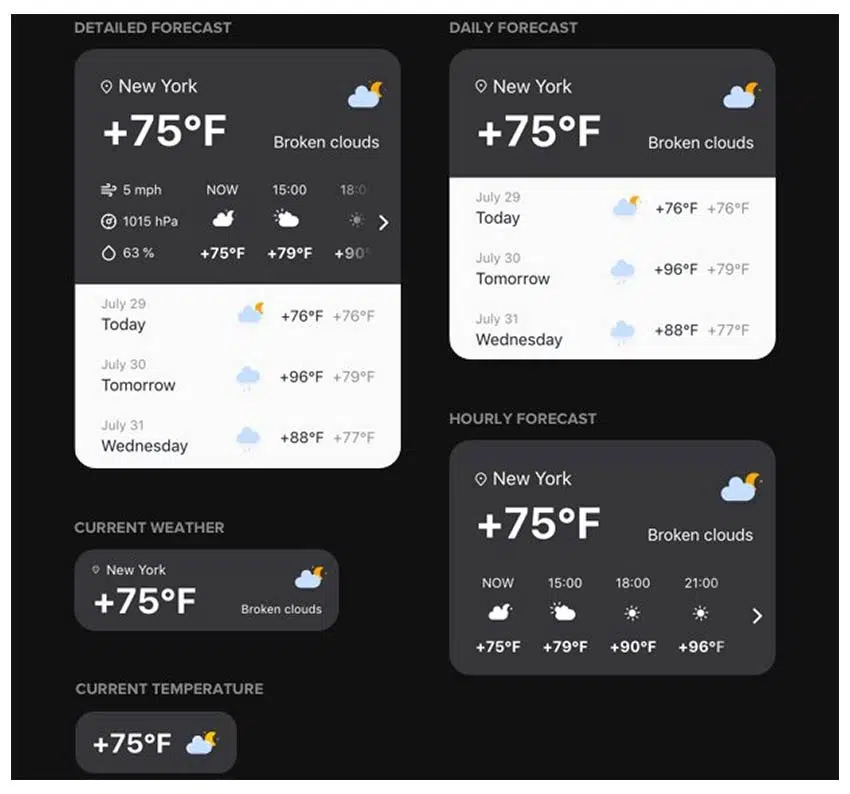 DETAILED FORECAST
New York
+75°F
Broken clouds
5 mph NOW 15:00 18:0
1015 hPa
63 % +75°F +79°F +90°
July 29
Today +76°F +76°F
July 30
Tomorrow +96°F +79°F
July 31
Wednesday +88°F +77°F
CURRENT WEATHER
New York
+75°F
Broken clouds
CURRENT TEMPERATURE
+75°F
DAILY FORECAST
New York
+75°F
Broken clouds
July 29
Today +76°F +76°F
July 30
Tomorrow +96°F +79°F
July 31
Wednesday +88°F +77°F
HOURLY FORECAST
New York
+75°F
Broken clouds
NOW 15:00 18:00 21:00
+75°F +79°F +90°F +96°F